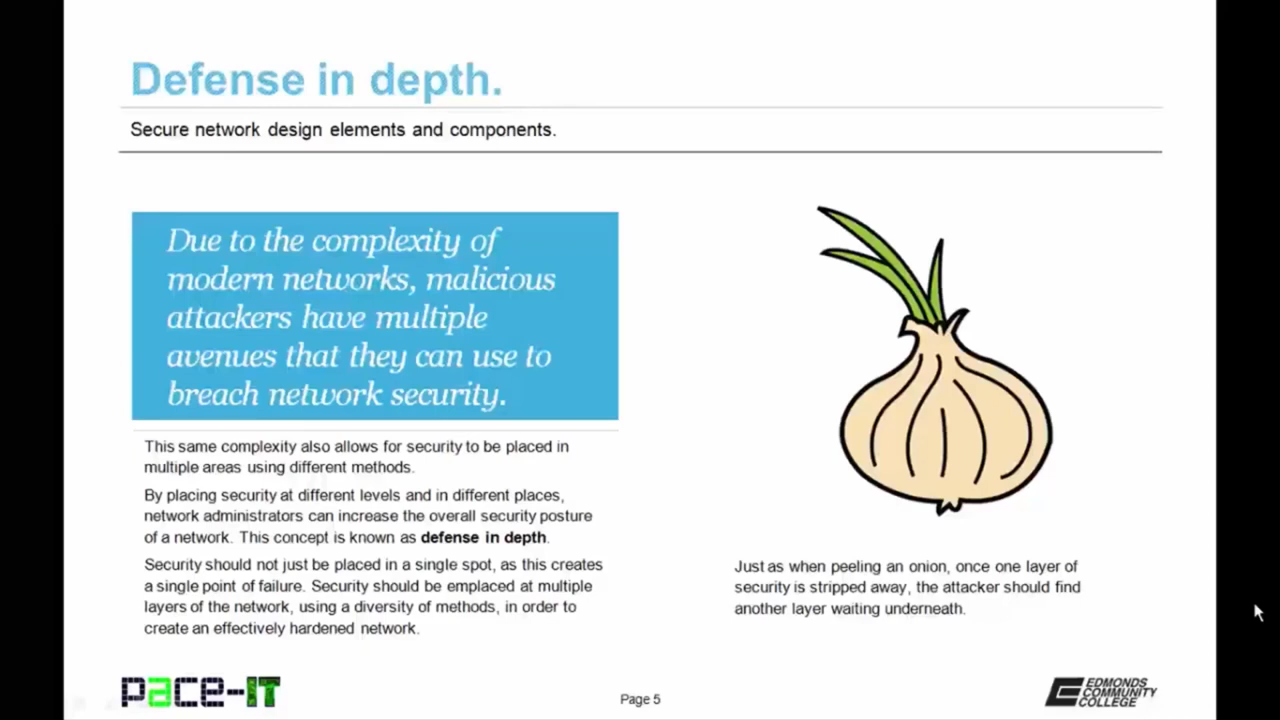 Defense in depth.
Secure network design elements and components.
Due to the complexity of
modern networks, malicious
attackers have multiple
avenues that they can use to
breach network security.
This same complexity also allows for security to be placed in
multiple areas using different methods.
By placing security at different levels and in different places,
network administrators can increase the overall security posture
of a network. This concept is known as defense in depth.
Security should not just be placed in a single spot, as this creates
a single point of failure. Security should be emplaced at multiple
layers of the network, using a diversity of methods, in order to
create an effectively hardened network.
Just as when peeling an onion, once one layer of
security is stripped away, the attacker should find
another layer waiting underneath.
pace-IT
Page 5
EDMONDS
COMMUNITY
COLLEGE